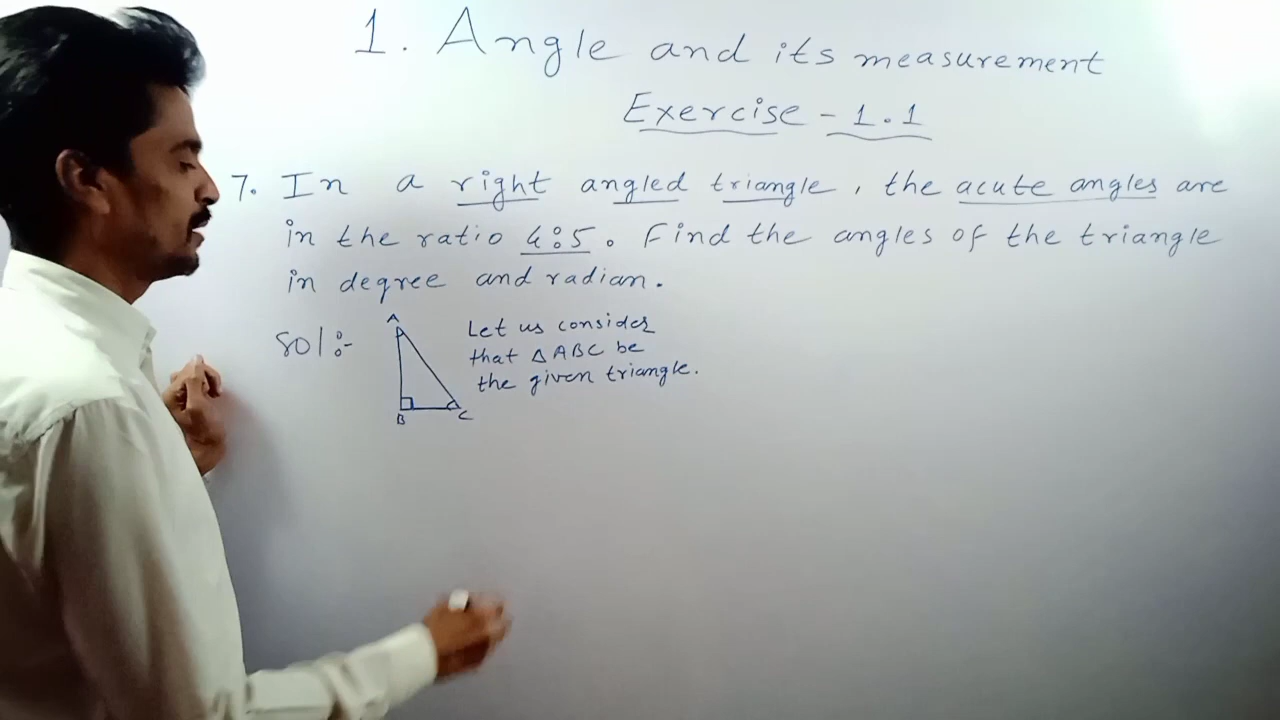 1. Angle and its measurement
Exercise - 1.1
7. In a right angled triangle, the acute angles are
in the ratio 4:5. Find the angles of the triangle
in degree and radian.
Sol:-
A
B
C
Let us consider
that △ABC be
the given triangle.